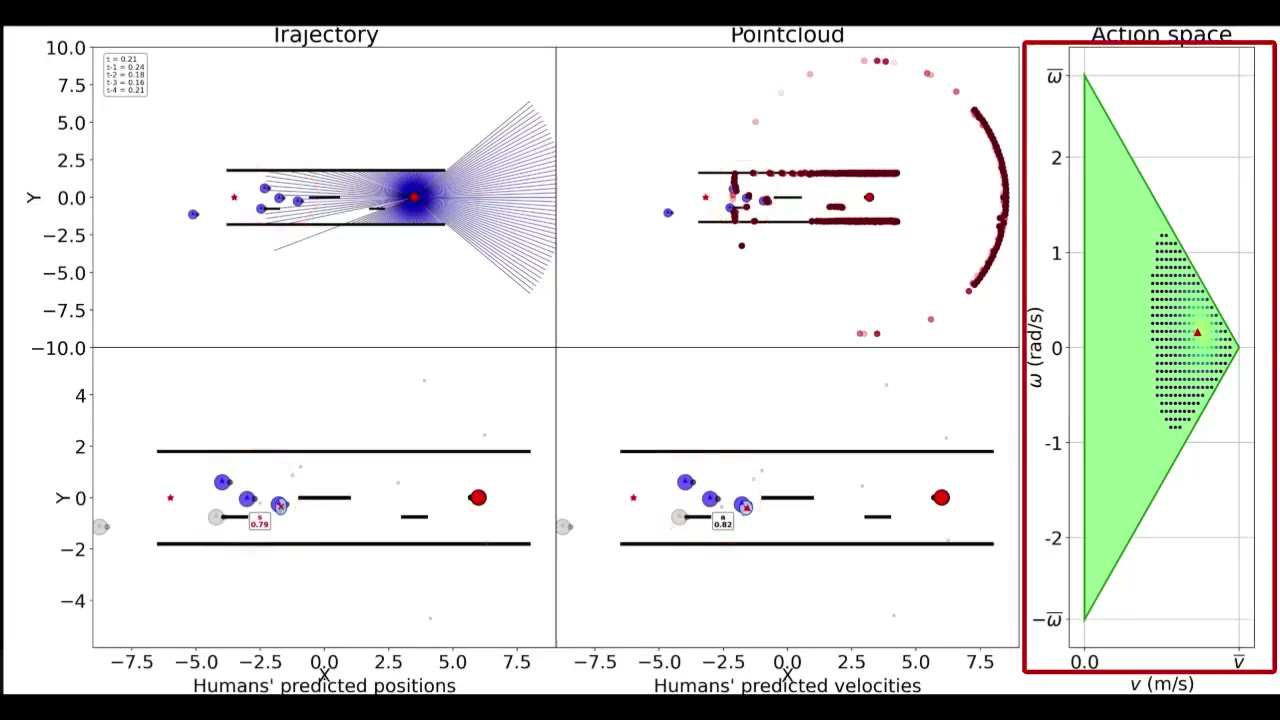 Trajectory
Pointcloud
Action space
10.0
7.5
5.0
2.5
0.0
−2.5
−5.0
−7.5
−10.0
Y
t = 0.21
t-1 = 0.24
t-2 = 0.18
t-3 = 0.16
t-4 = 0.21
4
2
0
−2
−4
Y
s
0.79
a
0.82
−7.5 −5.0 −2.5 0.0 2.5 5.0 7.5
X
Humans' predicted positions
−7.5 −5.0 −2.5 0.0 2.5 5.0 7.5
X
Humans' predicted velocities
ω̅
2
1
0
-1
-2
−ω̅
ω (rad/s)
0.0 v̅
v (m/s)